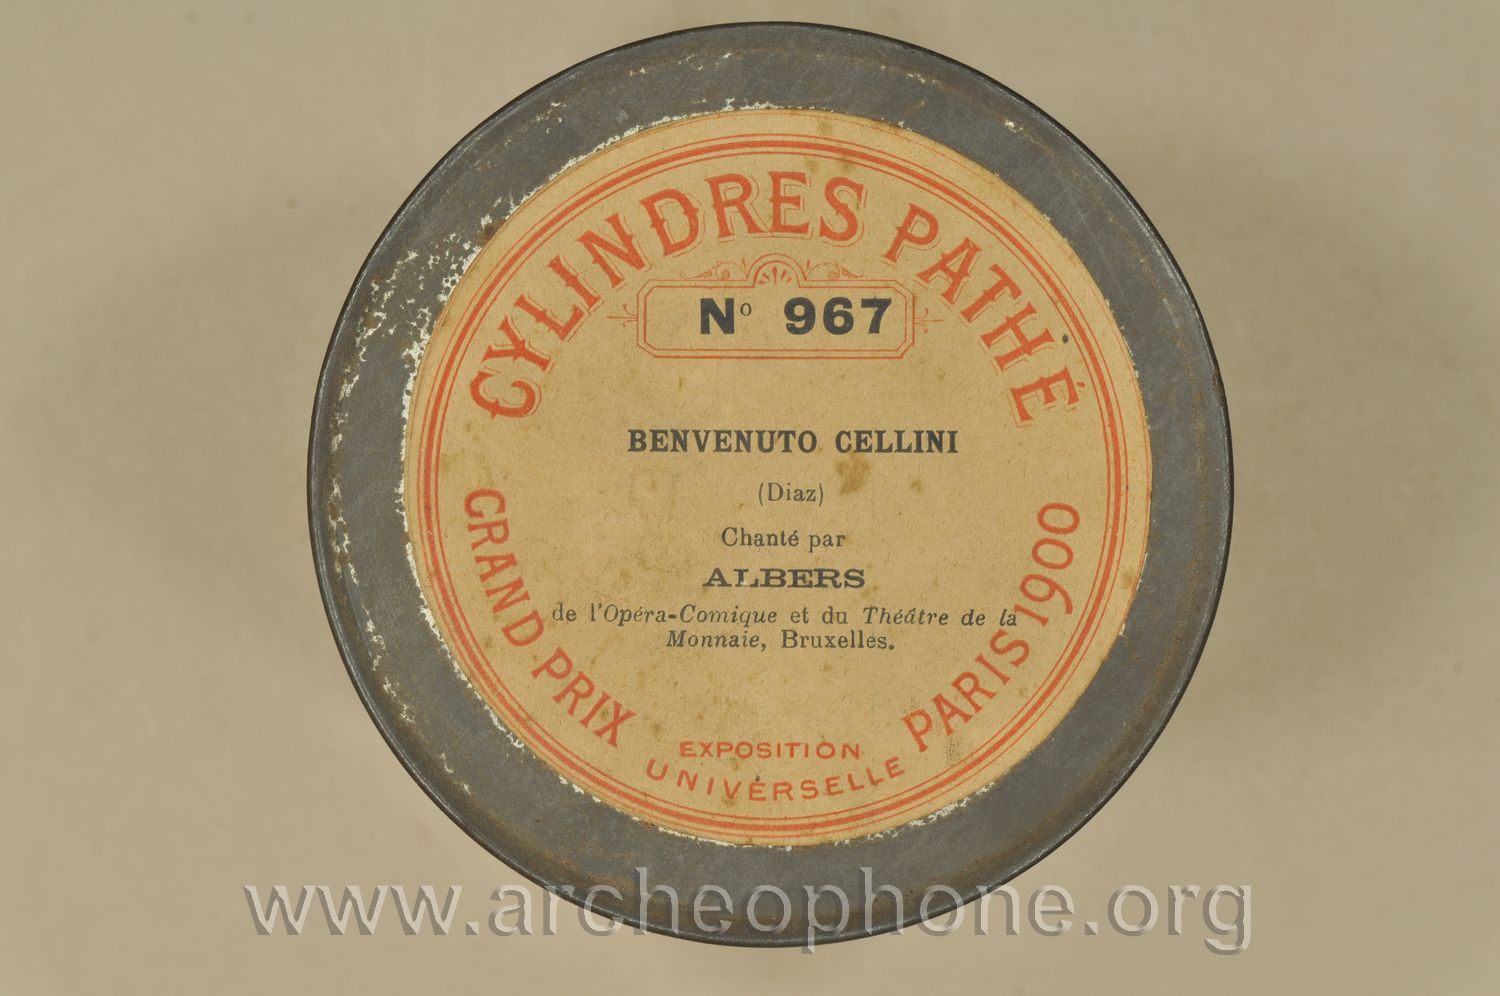 CYLINDRES PATHÉ
Nº 967
BENVENUTO CELLINI
(Diaz)
Chanté par
ALBERS
de l'Opéra-Comique et du Théâtre de la
Monnaie, Bruxelles.
GRAND PRIX
EXPOSITION
UNIVERSELLE
PARIS 1900
www.archeophone.org